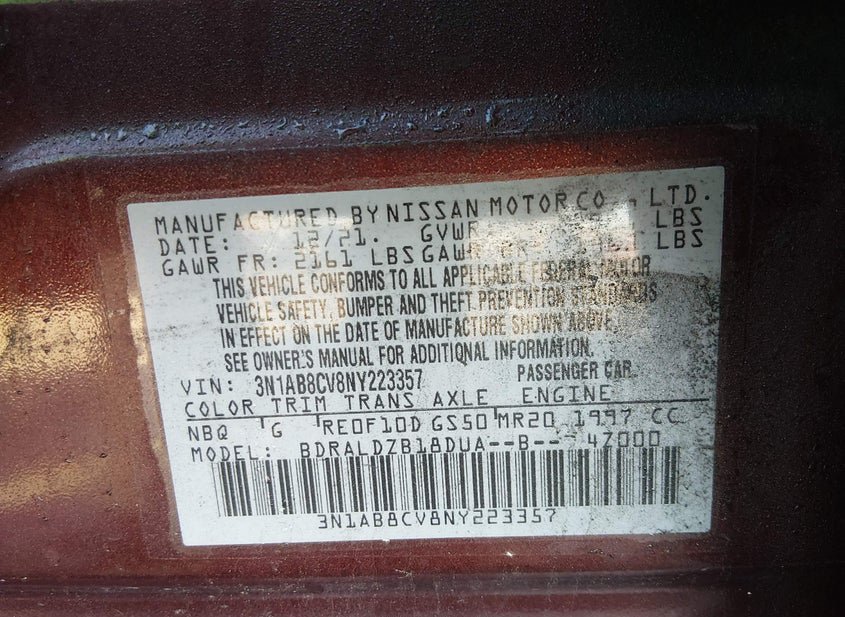 MANUFACTURED BY NISSAN MOTOR CO., LTD.
DATE: 12/21. GVWR LBS
GAWR FR: 2161 LBS GAWR RR LBS
THIS VEHICLE CONFORMS TO ALL APPLICABLE FEDERAL MOTOR
VEHICLE SAFETY, BUMPER AND THEFT PREVENTION STANDARDS
IN EFFECT ON THE DATE OF MANUFACTURE SHOWN ABOVE.
SEE OWNER'S MANUAL FOR ADDITIONAL INFORMATION.
VIN: 3N1AB8CV8NY223357 PASSENGER CAR
COLOR TRIM TRANS AXLE ENGINE
NBQ G RE0F10D GS50 MR20 1997 CC
MODEL: BDRALDZB18DUA--B-- 4Z000
3N1AB8CV8NY223357